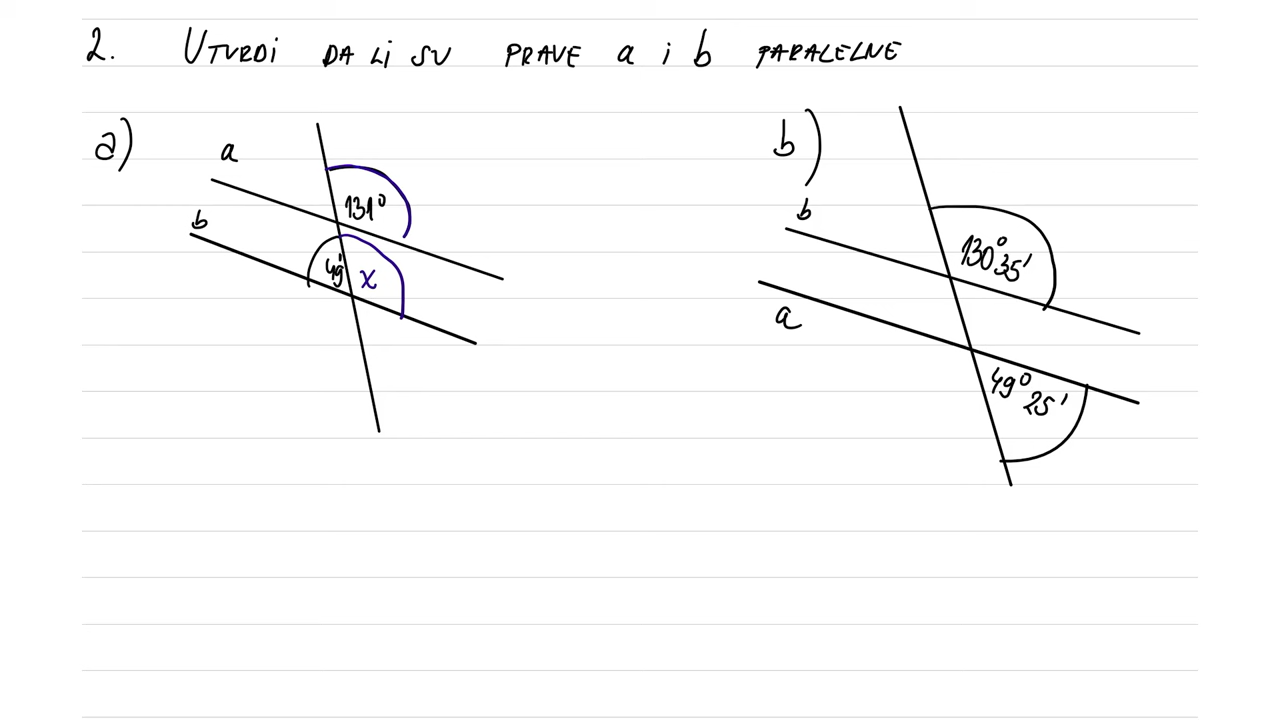 2. UTVRDI DA LI SU PRAVE a i b PARALELNE
a)
a
131°
b
49°
x
b)
b
130°35'
a
49°
25'